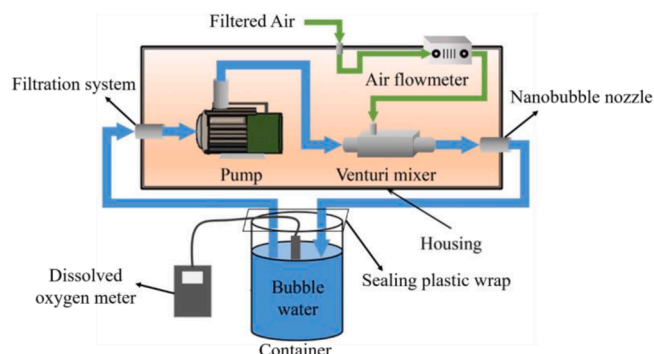 Filtered Air
Air flowmeter
Filtration system
Nanobubble nozzle
Pump
Venturi mixer
Housing
Dissolved
oxygen meter
Sealing plastic wrap
Bubble
water
Container